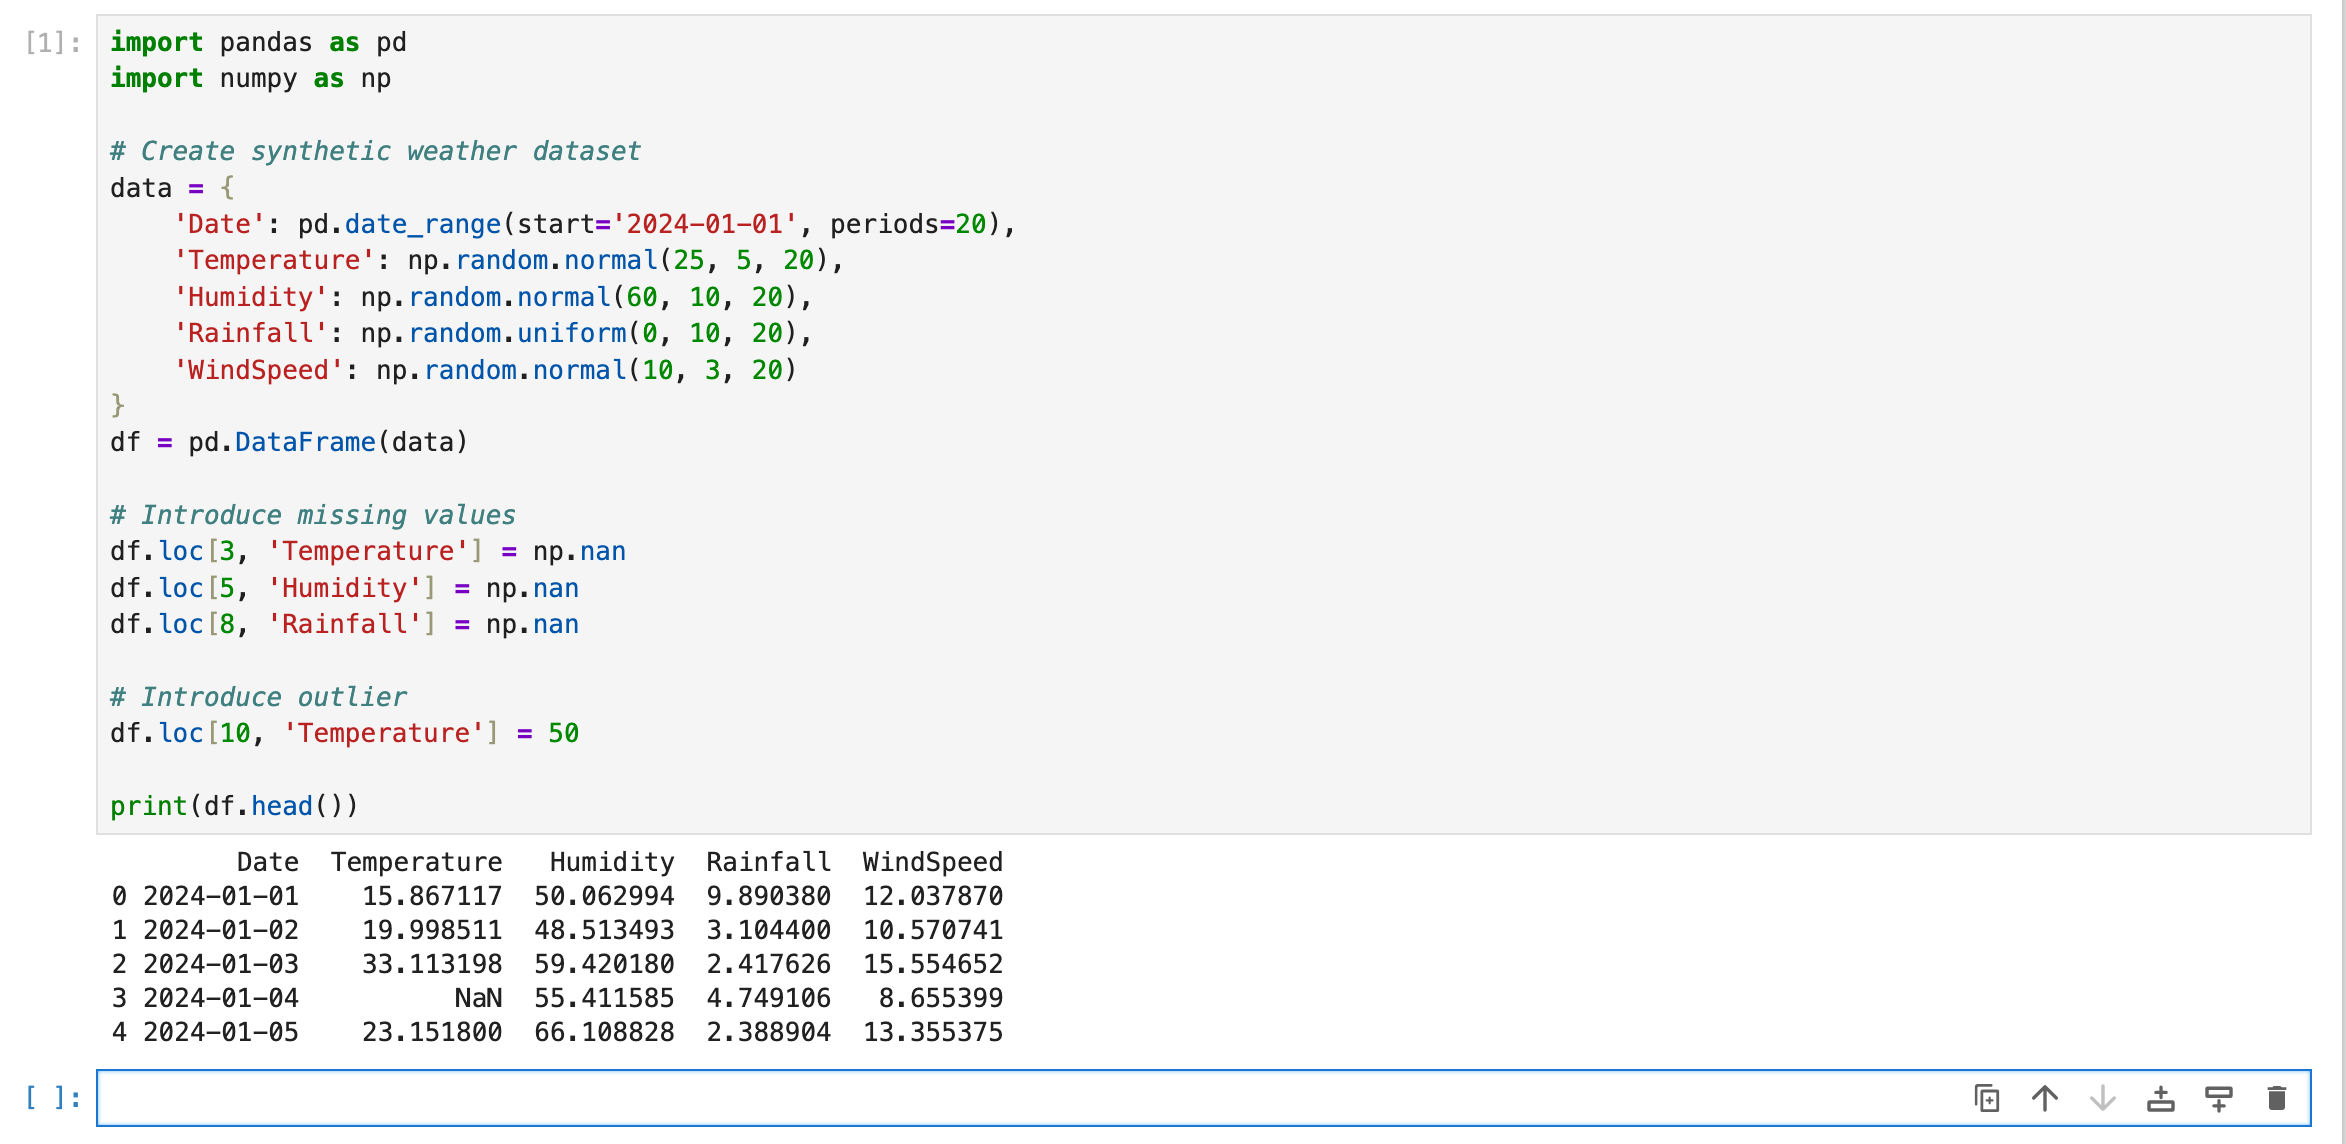 [1]:
import pandas as pd
import numpy as np

# Create synthetic weather dataset
data = {
    'Date': pd.date_range(start='2024-01-01', periods=20),
    'Temperature': np.random.normal(25, 5, 20),
    'Humidity': np.random.normal(60, 10, 20),
    'Rainfall': np.random.uniform(0, 10, 20),
    'WindSpeed': np.random.normal(10, 3, 20)
}
df = pd.DataFrame(data)

# Introduce missing values
df.loc[3, 'Temperature'] = np.nan
df.loc[5, 'Humidity'] = np.nan
df.loc[8, 'Rainfall'] = np.nan

# Introduce outlier
df.loc[10, 'Temperature'] = 50

print(df.head())
        Date  Temperature   Humidity  Rainfall  WindSpeed
0 2024-01-01    15.867117  50.062994  9.890380  12.037870
1 2024-01-02    19.998511  48.513493  3.104400  10.570741
2 2024-01-03    33.113198  59.420180  2.417626  15.554652
3 2024-01-04          NaN  55.411585  4.749106   8.655399
4 2024-01-05    23.151800  66.108828  2.388904  13.355375
[ ]: